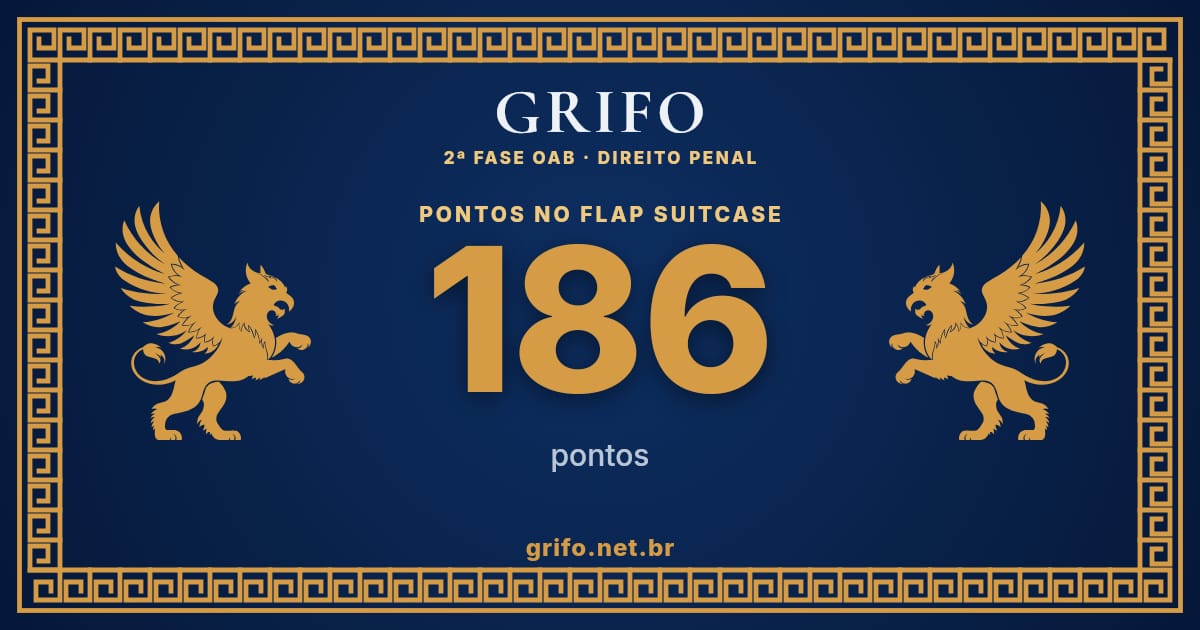 GRIFO
2ª FASE OAB · DIREITO PENAL
PONTOS NO FLAP SUITCASE
186
pontos
grifo.net.br